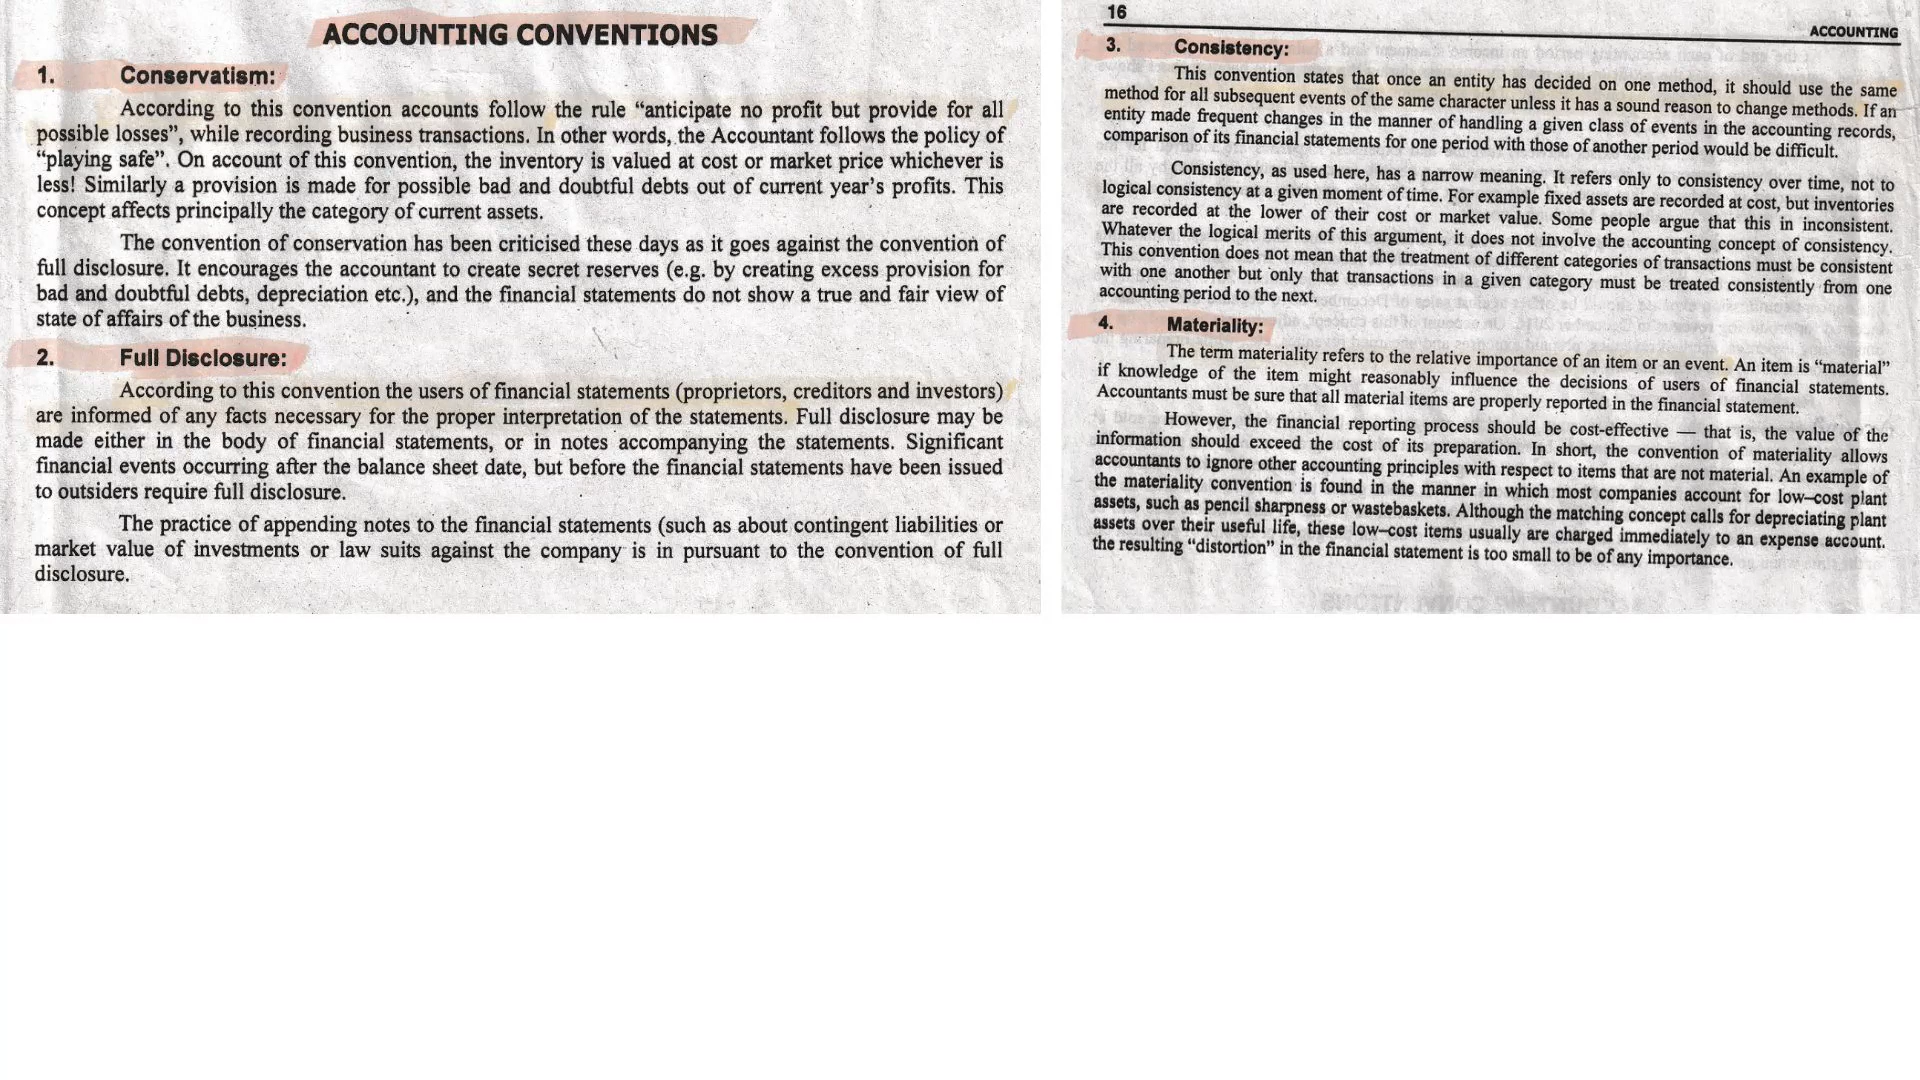 ACCOUNTING CONVENTIONS
1. Conservatism:
According to this convention accounts follow the rule “anticipate no profit but provide for all
possible losses”, while recording business transactions. In other words, the Accountant follows the policy of
“playing safe”. On account of this convention, the inventory is valued at cost or market price whichever is
less! Similarly a provision is made for possible bad and doubtful debts out of current year’s profits. This
concept affects principally the category of current assets.
The convention of conservation has been criticised these days as it goes against the convention of
full disclosure. It encourages the accountant to create secret reserves (e.g. by creating excess provision for
bad and doubtful debts, depreciation etc.), and the financial statements do not show a true and fair view of
state of affairs of the business.
2. Full Disclosure:
According to this convention the users of financial statements (proprietors, creditors and investors)
are informed of any facts necessary for the proper interpretation of the statements. Full disclosure may be
made either in the body of financial statements, or in notes accompanying the statements. Significant
financial events occurring after the balance sheet date, but before the financial statements have been issued
to outsiders require full disclosure.
The practice of appending notes to the financial statements (such as about contingent liabilities or
market value of investments or law suits against the company is in pursuant to the convention of full
disclosure.
16
ACCOUNTING
3. Consistency:
This convention states that once an entity has decided on one method, it should use the same
method for all subsequent events of the same character unless it has a sound reason to change methods. If an
entity made frequent changes in the manner of handling a given class of events in the accounting records,
comparison of its financial statements for one period with those of another period would be difficult.
Consistency, as used here, has a narrow meaning. It refers only to consistency over time, not to
logical consistency at a given moment of time. For example fixed assets are recorded at cost, but inventories
are recorded at the lower of their cost or market value. Some people argue that this in inconsistent.
Whatever the logical merits of this argument, it does not involve the accounting concept of consistency.
This convention does not mean that the treatment of different categories of transactions must be consistent
with one another but only that transactions in a given category must be treated consistently from one
accounting period to the next.
4. Materiality:
The term materiality refers to the relative importance of an item or an event. An item is “material”
if knowledge of the item might reasonably influence the decisions of users of financial statements.
Accountants must be sure that all material items are properly reported in the financial statement.
However, the financial reporting process should be cost-effective — that is, the value of the
information should exceed the cost of its preparation. In short, the convention of materiality allows
accountants to ignore other accounting principles with respect to items that are not material. An example of
the materiality convention is found in the manner in which most companies account for low–cost plant
assets, such as pencil sharpness or wastebaskets. Although the matching concept calls for depreciating plant
assets over their useful life, these low–cost items usually are charged immediately to an expense account.
the resulting “distortion” in the financial statement is too small to be of any importance.